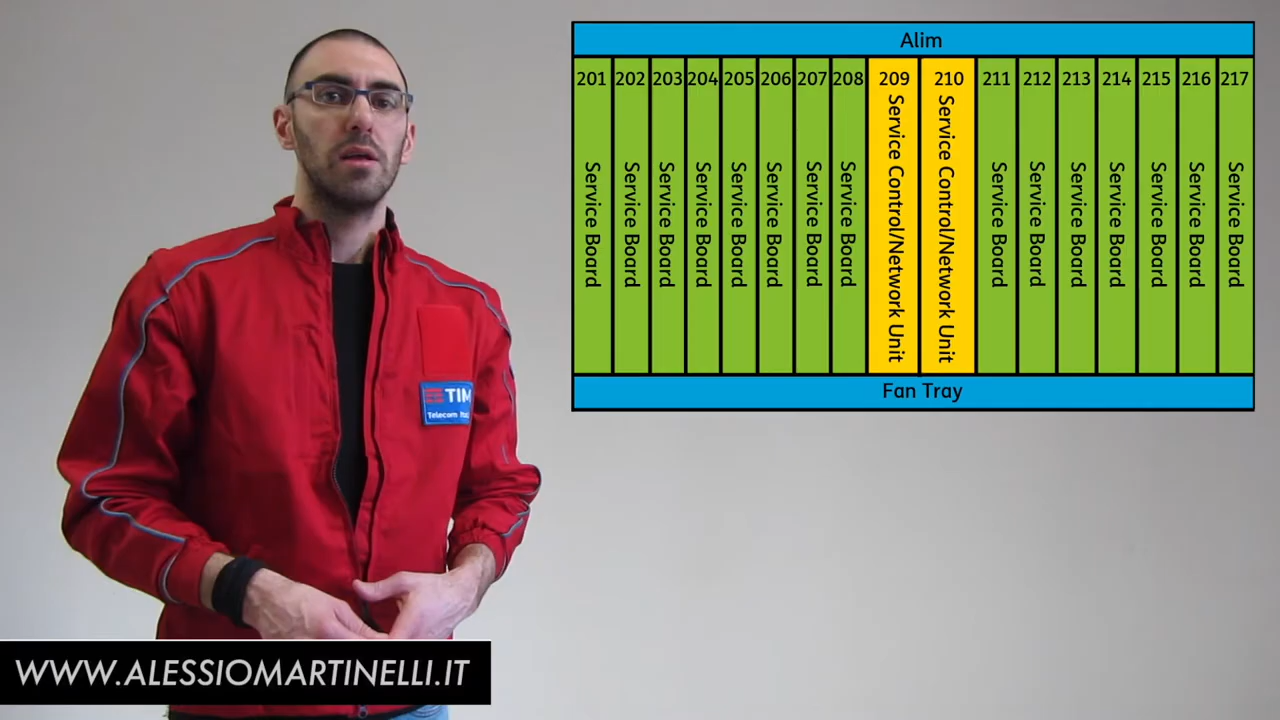 Alim
201 202 203 204 205 206 207 208 209 210 211 212 213 214 215 216 217
Service Board
Service Board
Service Board
Service Board
Service Board
Service Board
Service Board
Service Board
Service Control/Network Unit
Service Control/Network Unit
Service Board
Service Board
Service Board
Service Board
Service Board
Service Board
Service Board
Fan Tray
TIM
Telecom
WWW.ALESSIOMARTINELLI.IT